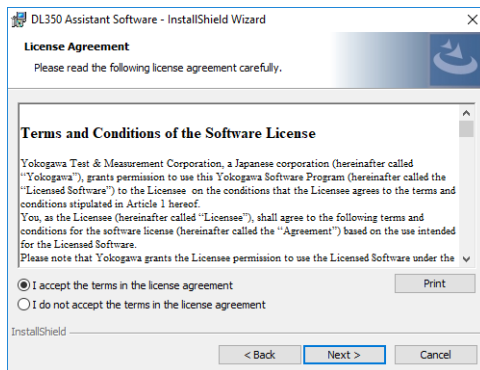 DL350 Assistant Software - InstallShield Wizard
License Agreement
Please read the following license agreement carefully.
Terms and Conditions of the Software License
Yokogawa Test & Measurement Corporation, a Japanese corporation (hereinafter called
“Yokogawa”), grants permission to use this Yokogawa Software Program (hereinafter called the
“Licensed Software”) to the Licensee on the conditions that the Licensee agrees to the terms and
conditions stipulated in Article 1 hereof.
You, as the Licensee (hereinafter called “Licensee”), shall agree to the following terms and
conditions for the software license (hereinafter called the “Agreement”) based on the use intended
for the Licensed Software.
Please note that Yokogawa grants the Licensee permission to use the Licensed Software under the
I accept the terms in the license agreement
Print
I do not accept the terms in the license agreement
InstallShield
< Back
Next >
Cancel